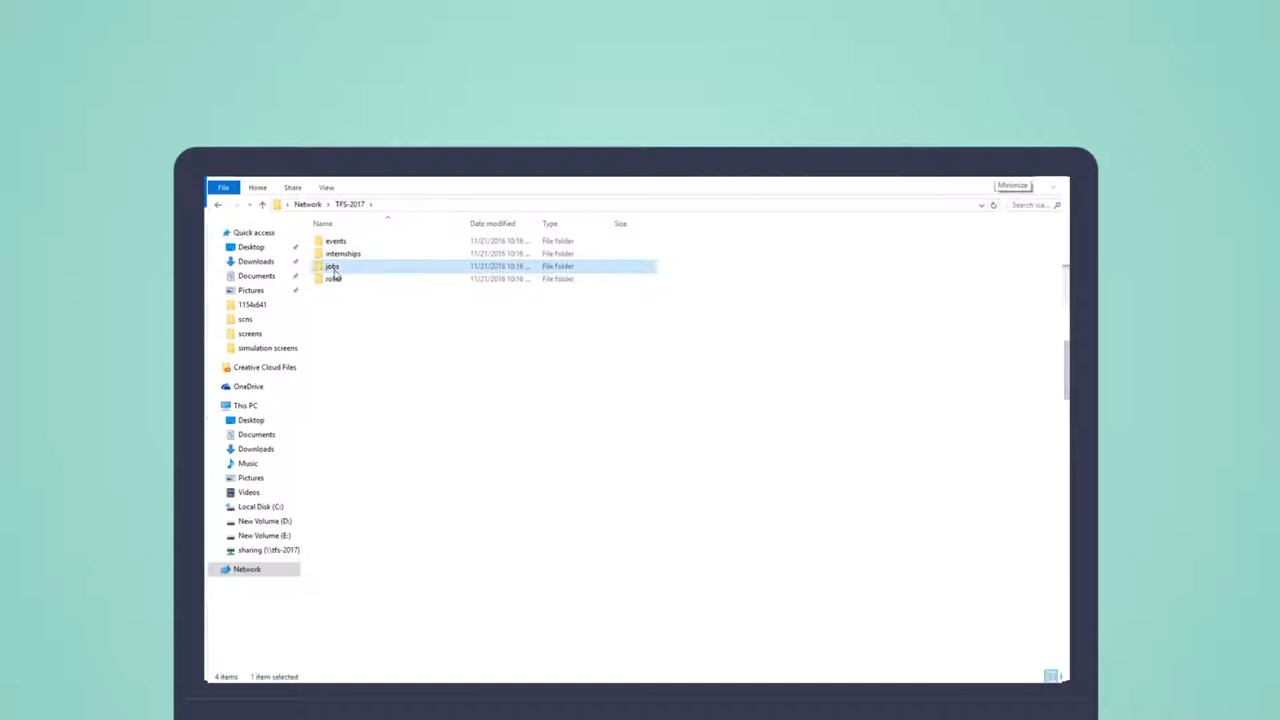 File Home Share View Minimize
Network TFS-2017 Search ica...
Name Date modified Type Size
Quick access
Desktop
Downloads
Documents
Pictures
1154x641
scns
screens
simulation screens
Creative Cloud Files
OneDrive
This PC
Desktop
Documents
Downloads
Music
Pictures
Videos
Local Disk (C:)
New Volume (D:)
New Volume (E:)
sharing (\\tfs-2017)
Network
events 11/21/2016 10:16 ... File folder
internships 11/21/2016 10:16 ... File folder
jobs 11/21/2016 10:16 ... File folder
11/21/2016 10:16 ... File folder
4 items 1 item selected